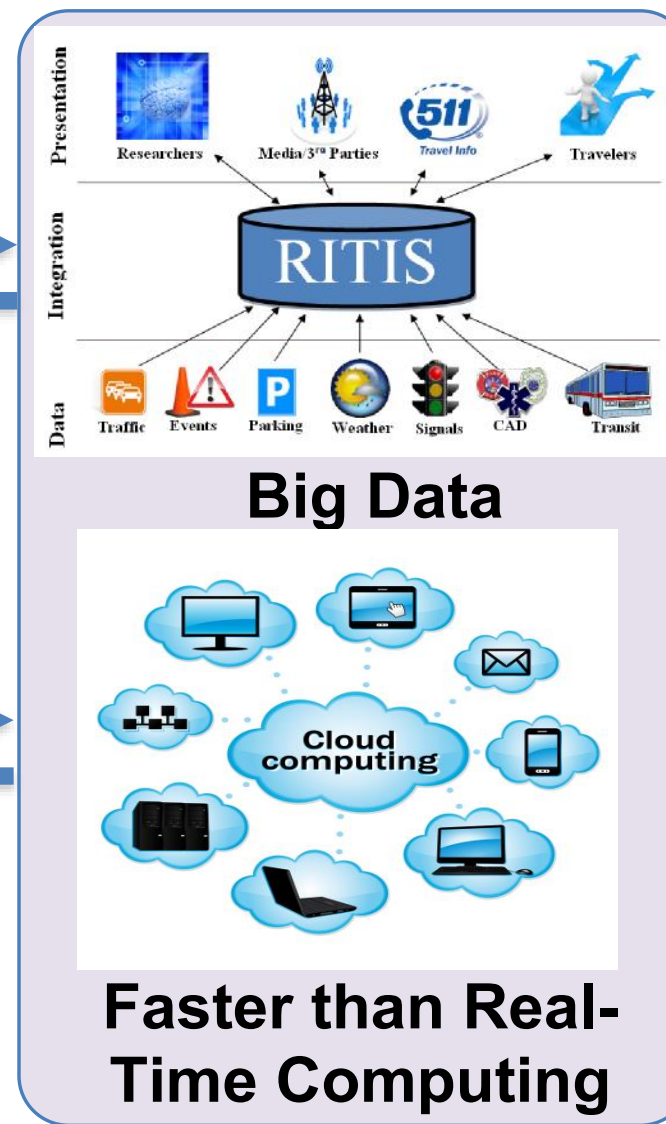 Presentation
Researchers
Media/3rd Parties
511
Travel Info
Travelers
Integration
RITIS
Data
Traffic
Events
P
Parking
Weather
Signals
CAD
Transit
Big Data
Cloud
computing
Faster than Real-
Time Computing